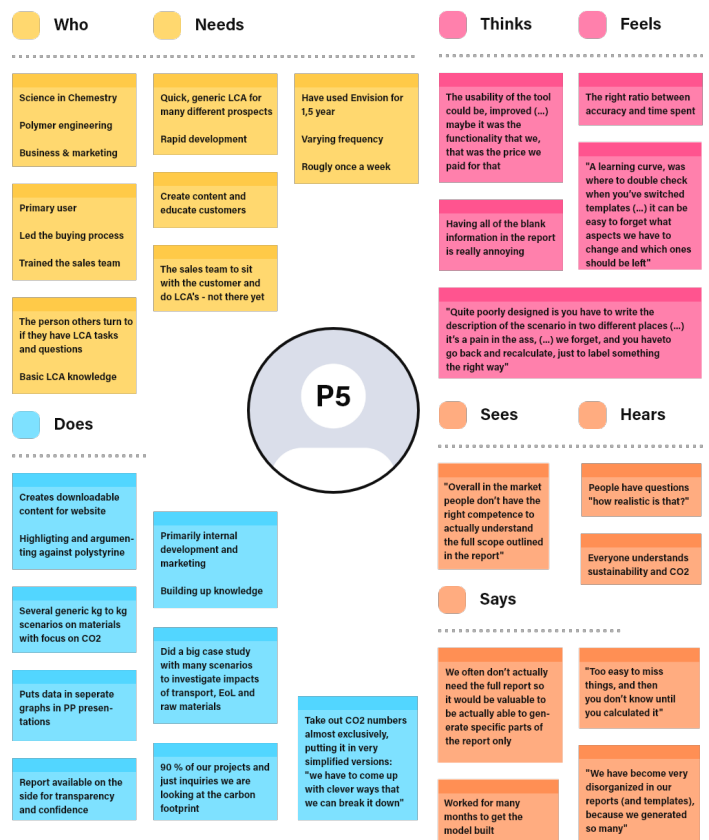 Who
Science in Chemestry
Polymer engineering
Business & marketing
Primary user
Led the buying process
Trained the sales team
The person others turn to
if they have LCA tasks
and questions
Basic LCA knowledge
Needs
Quick, generic LCA for
many different prospects
Rapid development
Create content and
educate customers
The sales team to sit
with the customer and
do LCA's - not there yet
Have used Envision for
1,5 year
Varying frequency
Rougly once a week
Thinks
The usability of the tool
could be, improved (...)
maybe it was the
functionality that we,
that was the price we
paid for that
Having all of the blank
information in the report
is really annoying
Feels
The right ratio between
accuracy and time spent
"A learning curve, was
where to double check
when you've switched
templates (...) it can be
easy to forget what
aspects we have to
change and which ones
should be left"
"Quite poorly designed is you have to write the
description of the scenario in two different places (...)
it's a pain in the ass, (...) we forget, and you haveto
go back and recalculate, just to label something
the right way"
P5
Does
Creates downloadable
content for website
Highligting and argumen-
ting against polystyrine
Several generic kg to kg
scenarios on materials
with focus on CO2
Puts data in seperate
graphs in PP presen-
tations
Report available on the
side for transparency
and confidence
Primarily internal
development and
marketing
Building up knowledge
Did a big case study
with many scenarios
to investigate impacts
of transport, EoL and
raw materials
90 % of our projects and
just inquiries we are
looking at the carbon
footprint
Take out CO2 numbers
almost exclusively,
putting it in very
simplified versions:
"we have to come up
with clever ways that
we can break it down"
Sees
"Overall in the market
people don't have the
right competence to
actually understand
the full scope outlined
in the report"
Hears
People have questions
"how realistic is that?"
Everyone understands
sustainability and CO2
Says
We often don't actually
need the full report so
it would be valuable to
be actually able to gen-
erate specific parts of
the report only
Worked for many
months to get the
model built
"Too easy to miss
things, and then
you don't know until
you calculated it"
"We have become very
disorganized in our
reports (and templates),
because we generated
so many"